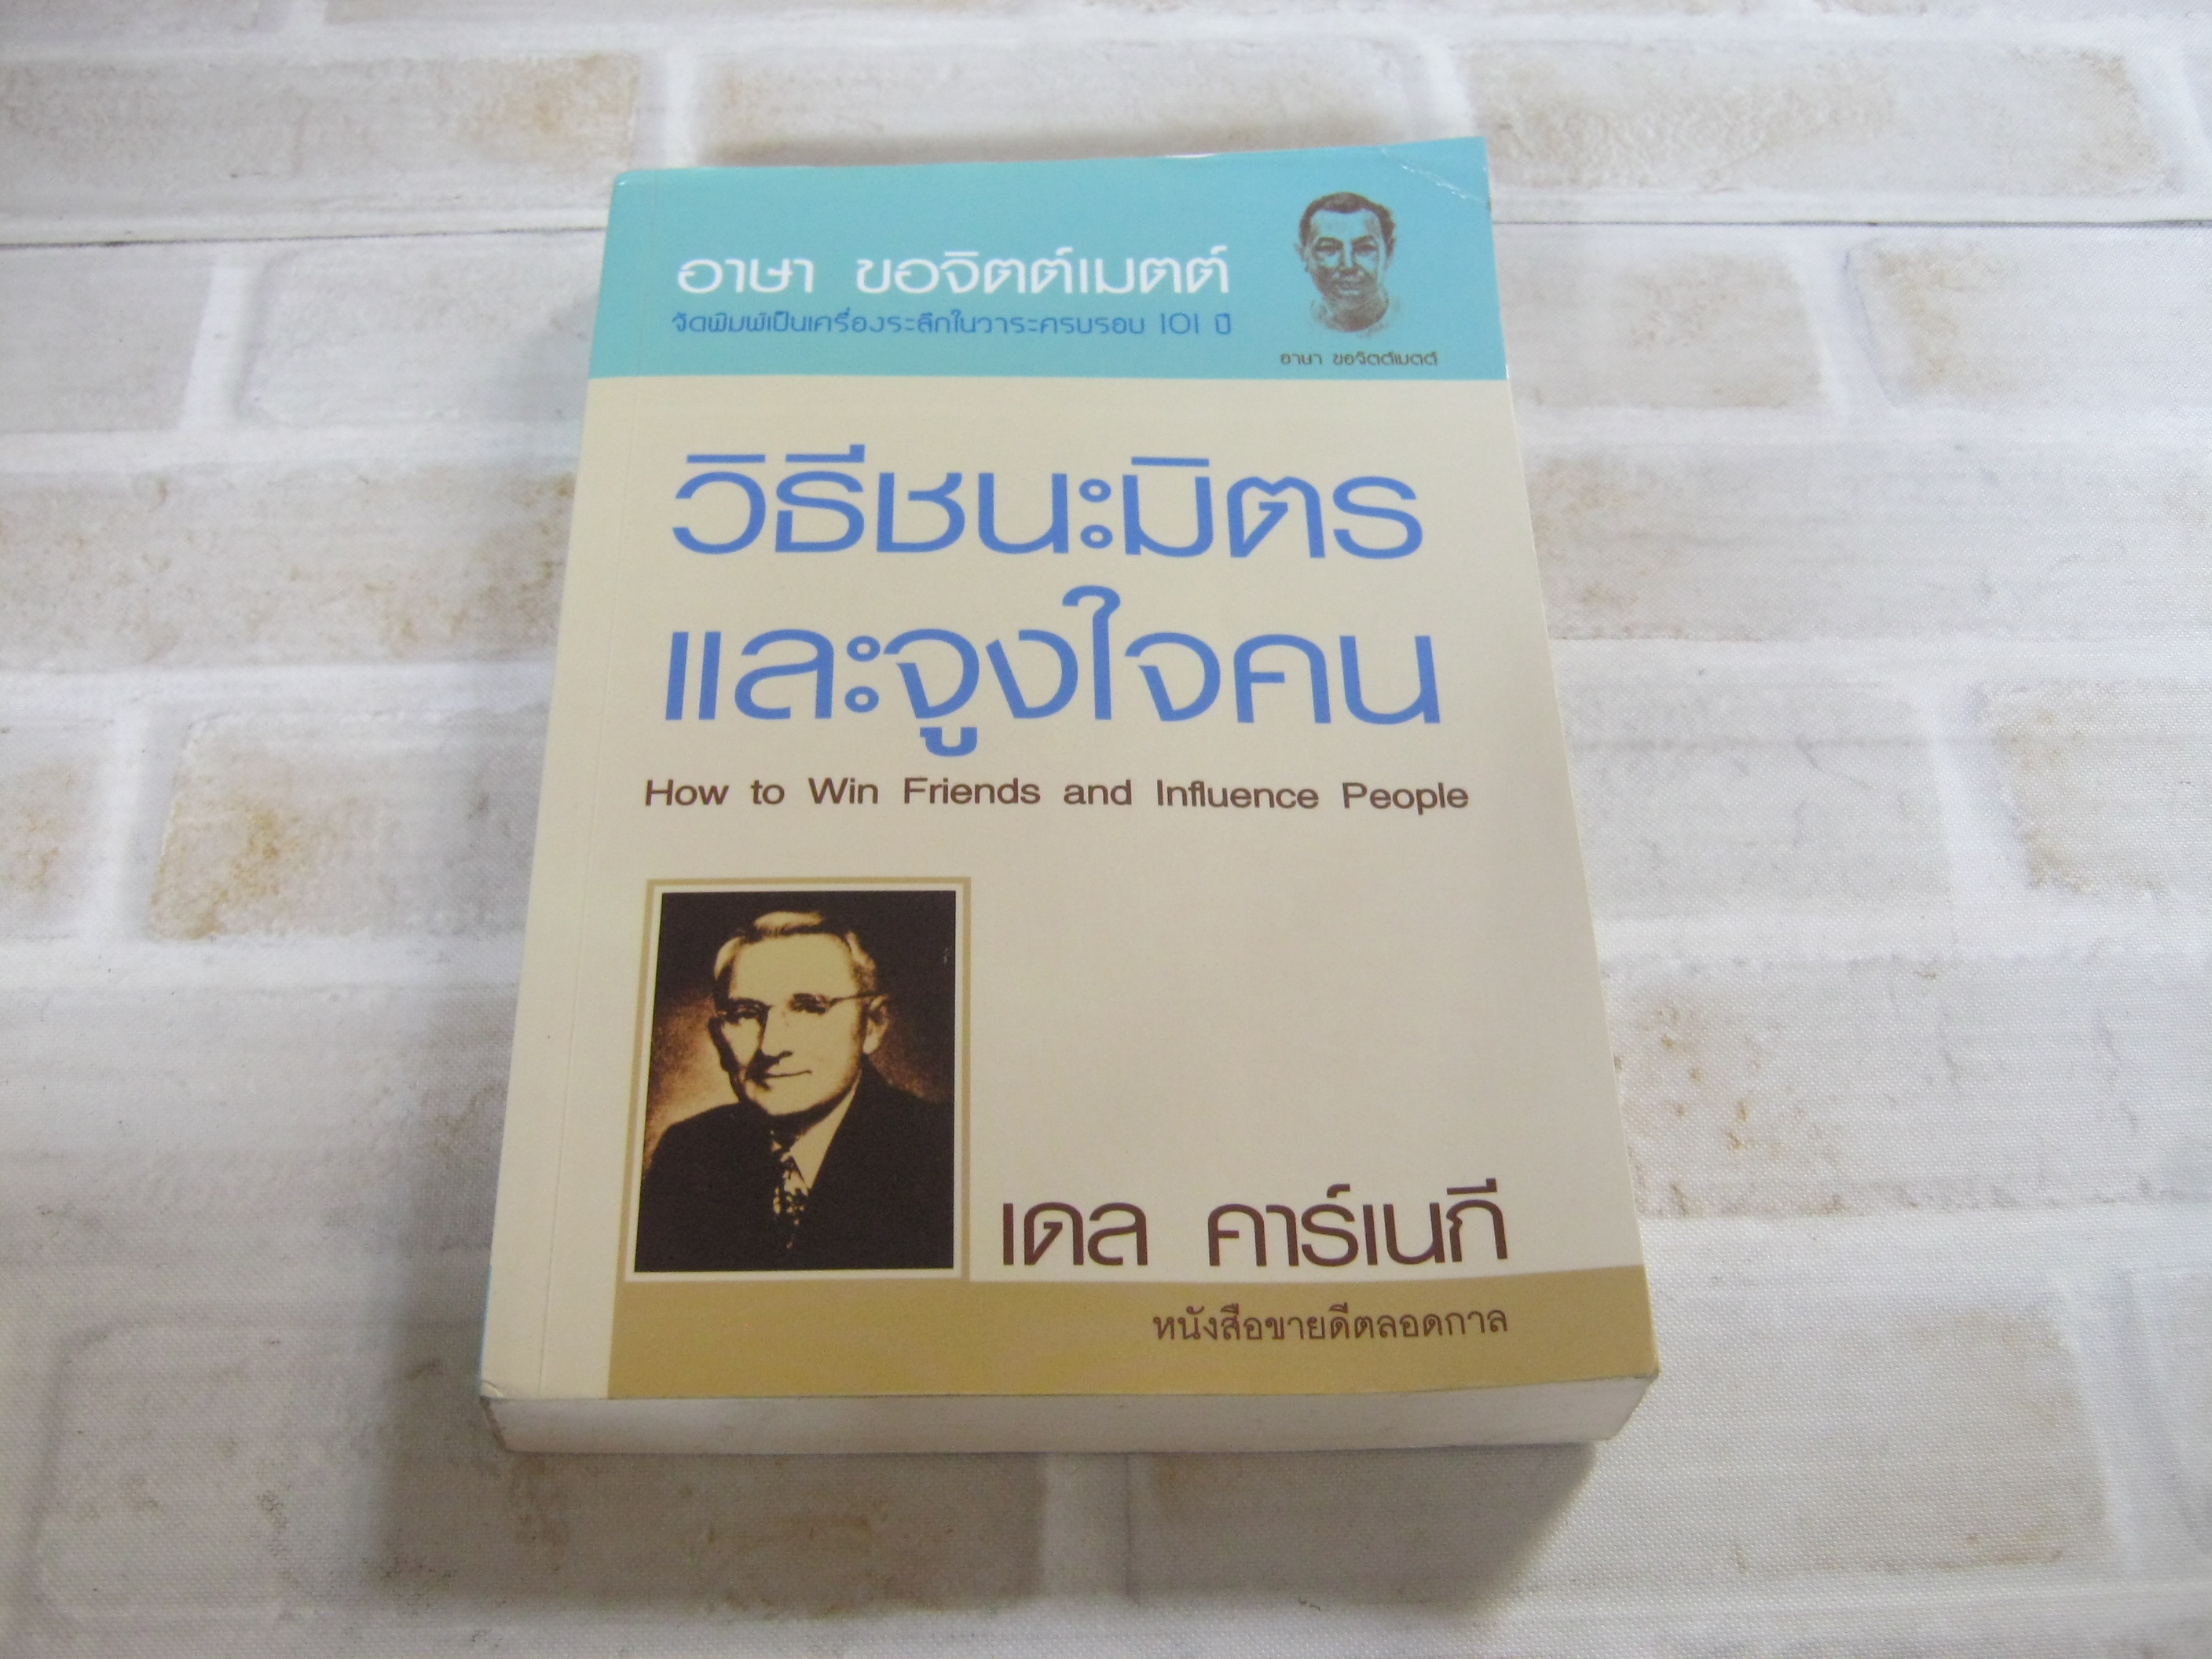 อาษา ขอจิตต์เมตต์
จัดพิมพ์เป็นเครื่องระลึกในวาระครบรอบ 101 ปี
อาษา ขอจิตต์เมตต์
วิธีชนะมิตร
และจูงใจคน
How to Win Friends and Influence People
เดล คาร์เนกี
หนังสือขายดีตลอดกาล